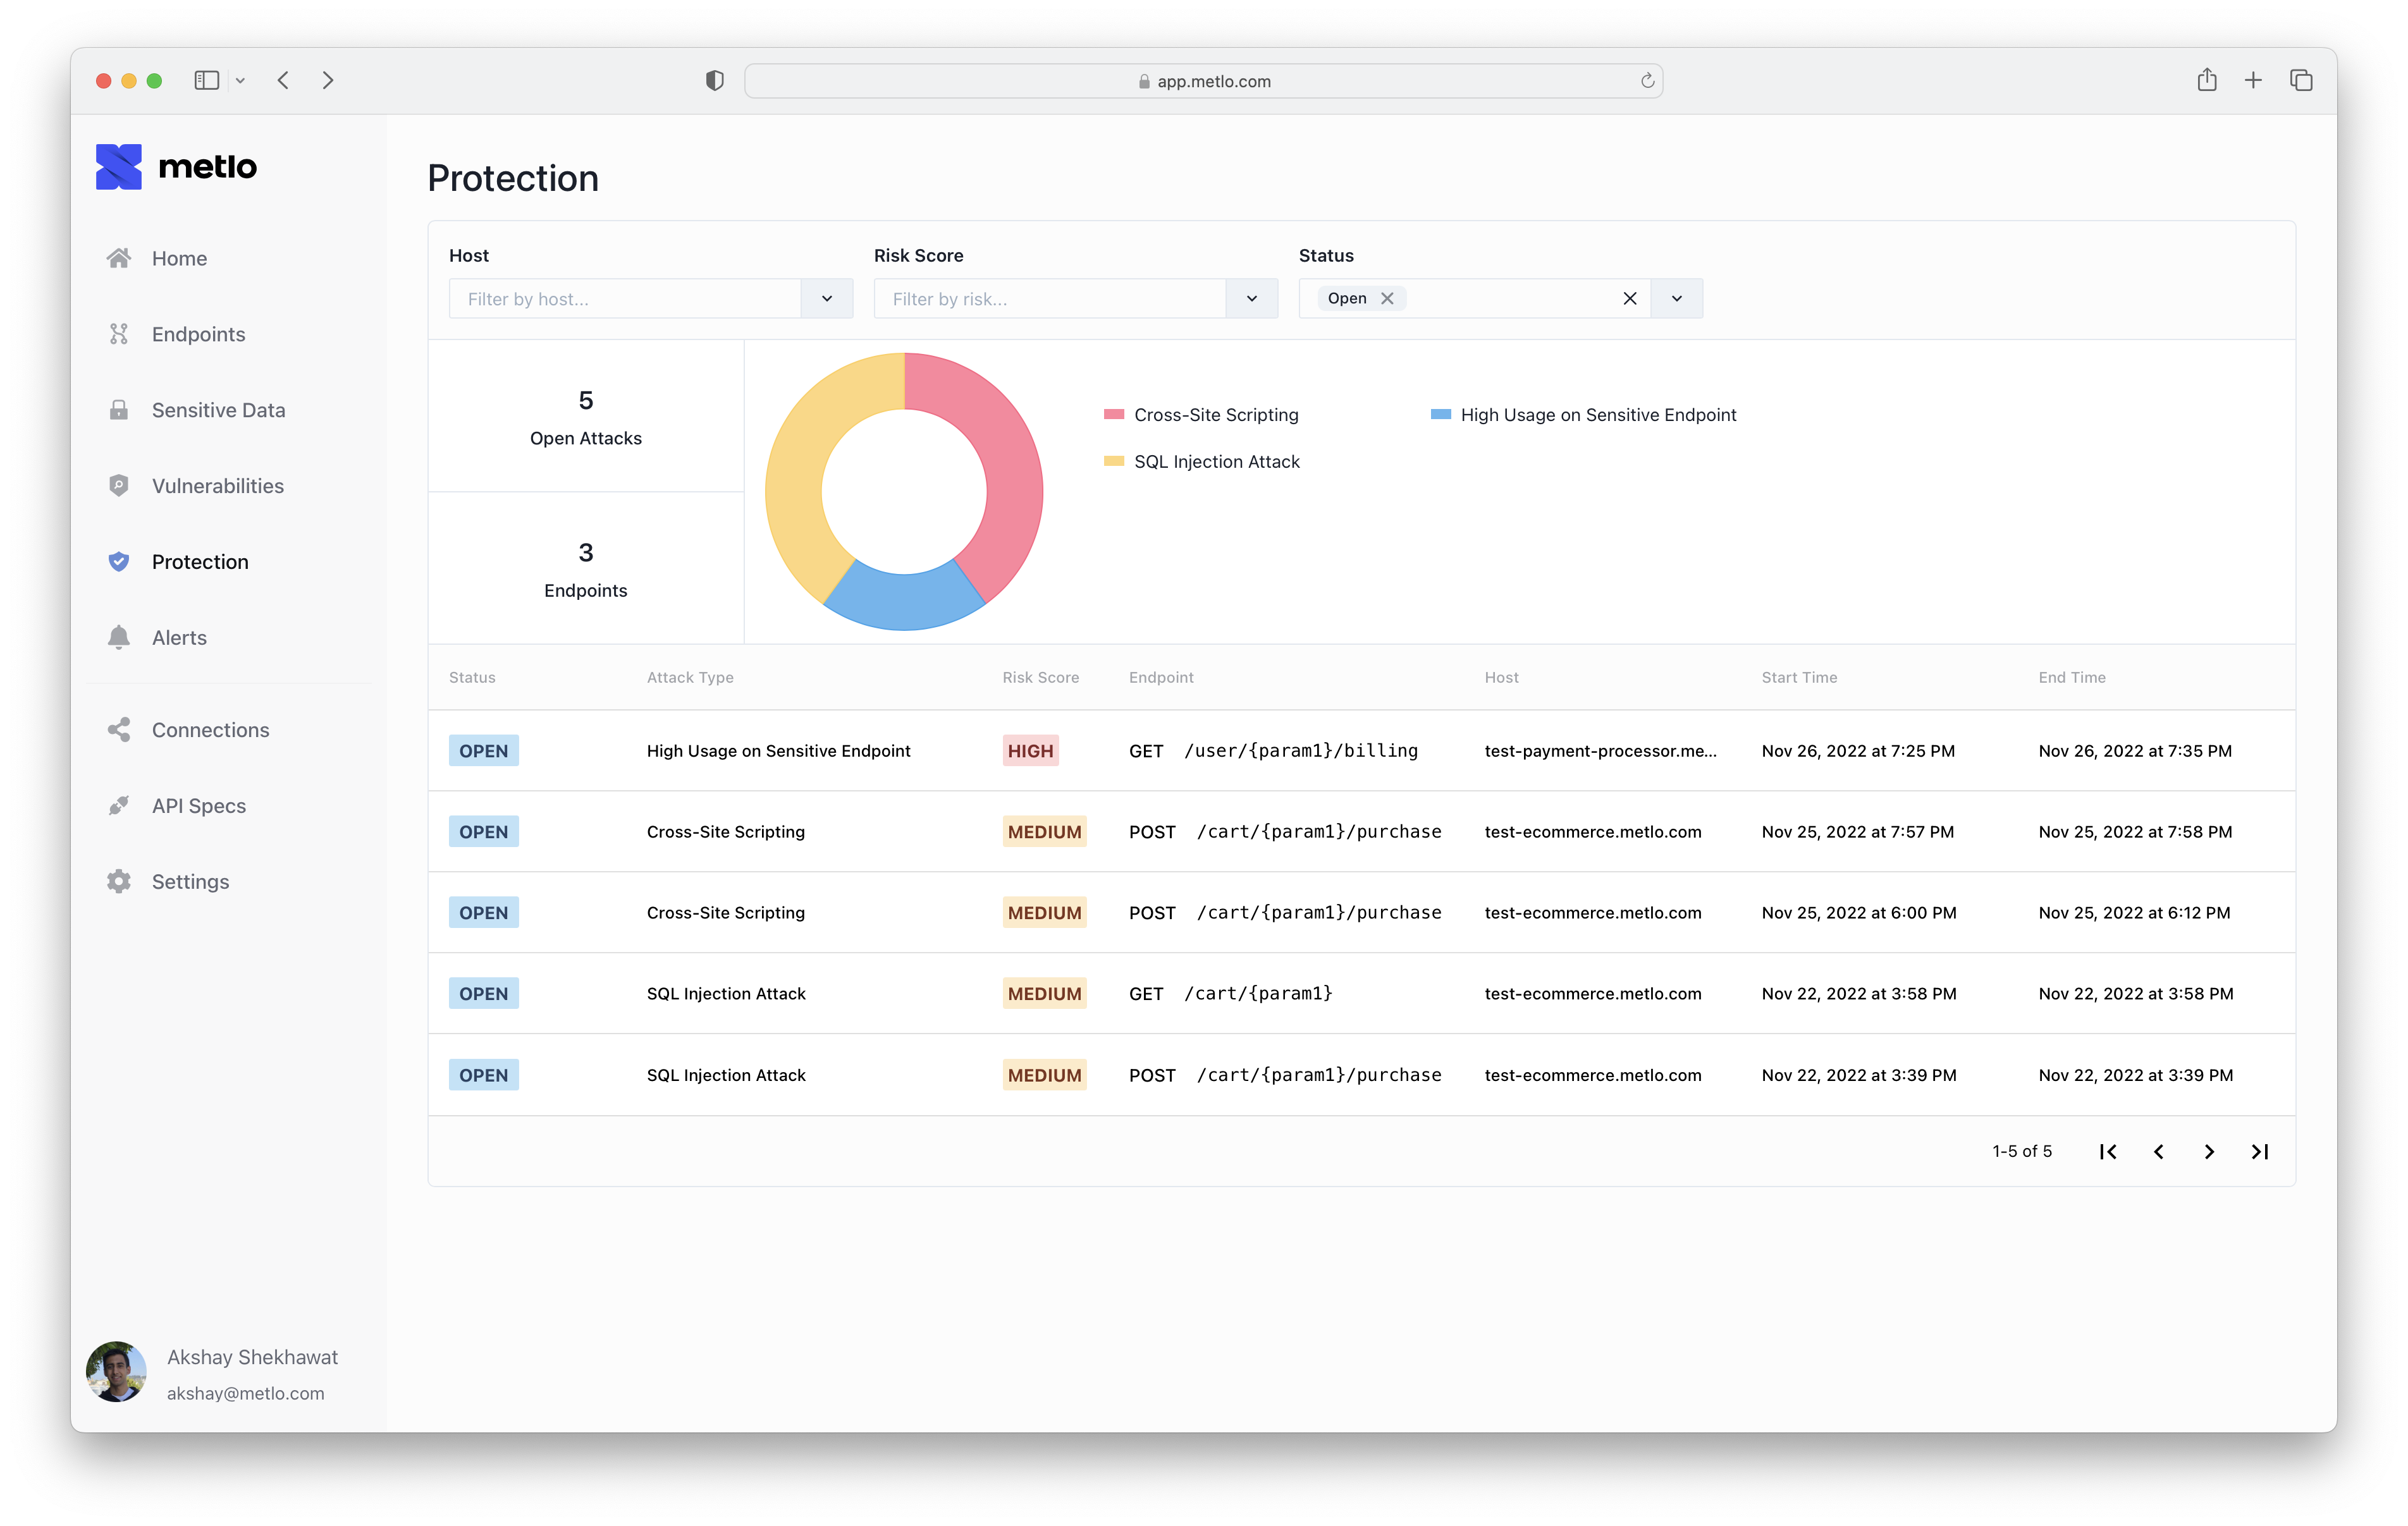 app.metlo.com
metlo
Home
Endpoints
Sensitive Data
Vulnerabilities
Protection
Alerts
Connections
API Specs
Settings
Akshay Shekhawat
akshay@metlo.com
Protection
Host Risk Score Status
Filter by host... Filter by risk... Open
5
Open Attacks
3
Endpoints
Cross-Site Scripting High Usage on Sensitive Endpoint
SQL Injection Attack
Status Attack Type Risk Score Endpoint Host Start Time End Time
OPEN High Usage on Sensitive Endpoint HIGH GET /user/{param1}/billing test-payment-processor.me... Nov 26, 2022 at 7:25 PM Nov 26, 2022 at 7:35 PM
OPEN Cross-Site Scripting MEDIUM POST /cart/{param1}/purchase test-ecommerce.metlo.com Nov 25, 2022 at 7:57 PM Nov 25, 2022 at 7:58 PM
OPEN Cross-Site Scripting MEDIUM POST /cart/{param1}/purchase test-ecommerce.metlo.com Nov 25, 2022 at 6:00 PM Nov 25, 2022 at 6:12 PM
OPEN SQL Injection Attack MEDIUM GET /cart/{param1} test-ecommerce.metlo.com Nov 22, 2022 at 3:58 PM Nov 22, 2022 at 3:58 PM
OPEN SQL Injection Attack MEDIUM POST /cart/{param1}/purchase test-ecommerce.metlo.com Nov 22, 2022 at 3:39 PM Nov 22, 2022 at 3:39 PM
1-5 of 5